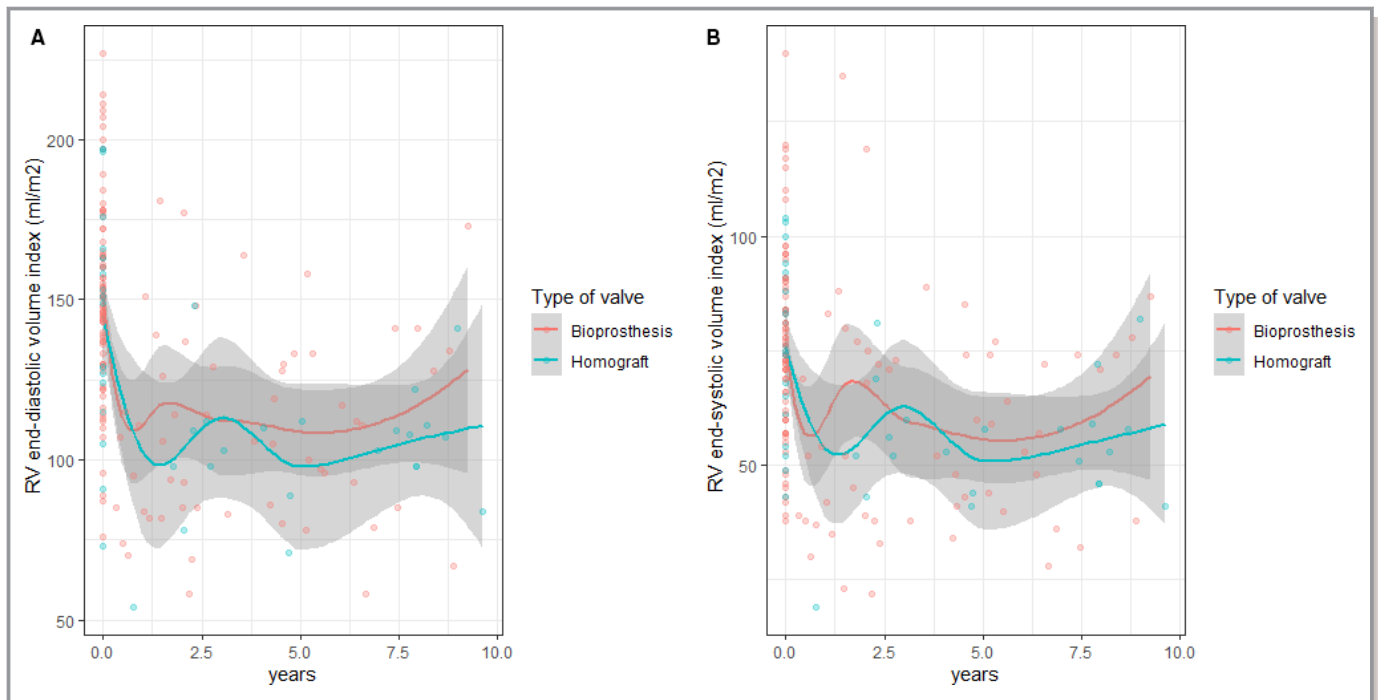 A
RV end-diastolic volume index (ml/m2)
200
150
100
50
0.0 2.5 5.0 7.5 10.0
years
Type of valve
Bioprosthesis
Homograft
B
RV end-systolic volume index (ml/m2)
100
50
0.0 2.5 5.0 7.5 10.0
years
Type of valve
Bioprosthesis
Homograft